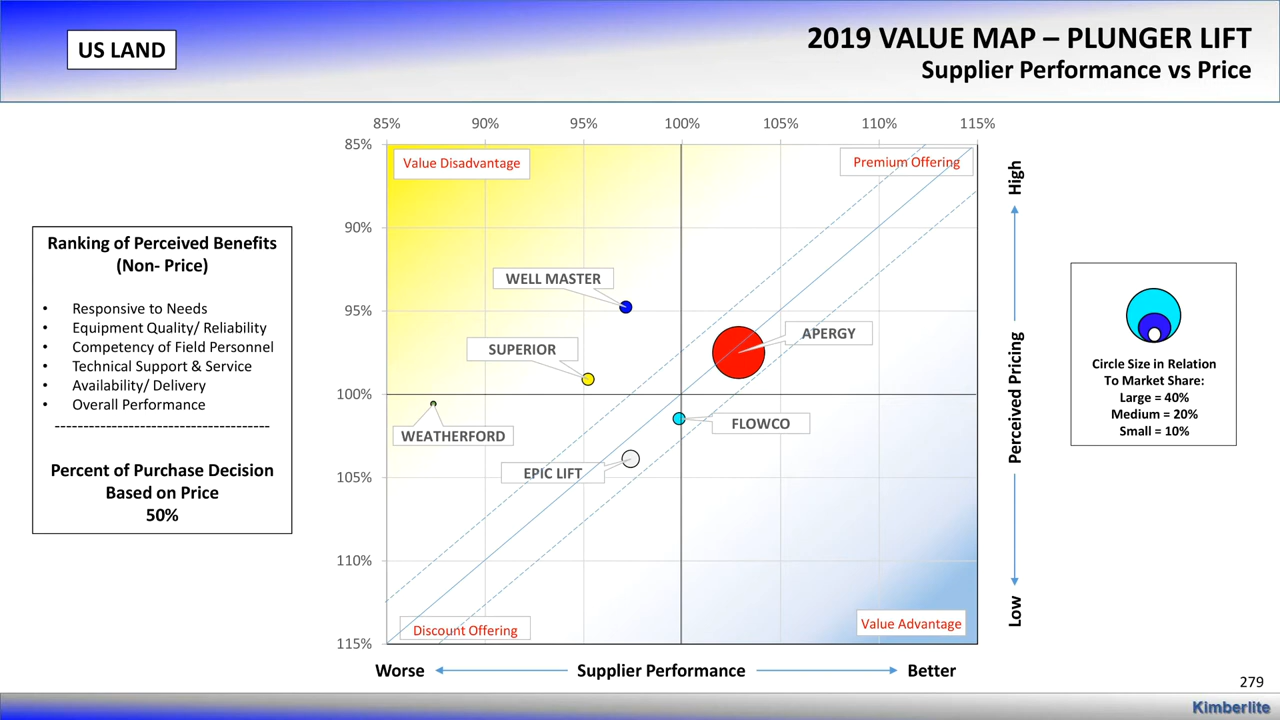 US LAND
2019 VALUE MAP – PLUNGER LIFT
Supplier Performance vs Price
Ranking of Perceived Benefits
(Non- Price)
• Responsive to Needs
• Equipment Quality/ Reliability
• Competency of Field Personnel
• Technical Support & Service
• Availability/ Delivery
• Overall Performance
---------------------------------------
Percent of Purchase Decision
Based on Price
50%
85% 90% 95% 100% 105% 110% 115%
85%
90%
95%
100%
105%
110%
115%
Value Disadvantage
Premium Offering
WELL MASTER
APERGY
SUPERIOR
FLOWCO
WEATHERFORD
EPIC LIFT
Discount Offering
Value Advantage
Worse
Supplier Performance
Better
High
Perceived Pricing
Low
Circle Size in Relation
To Market Share:
Large = 40%
Medium = 20%
Small = 10%
279
Kimberlite